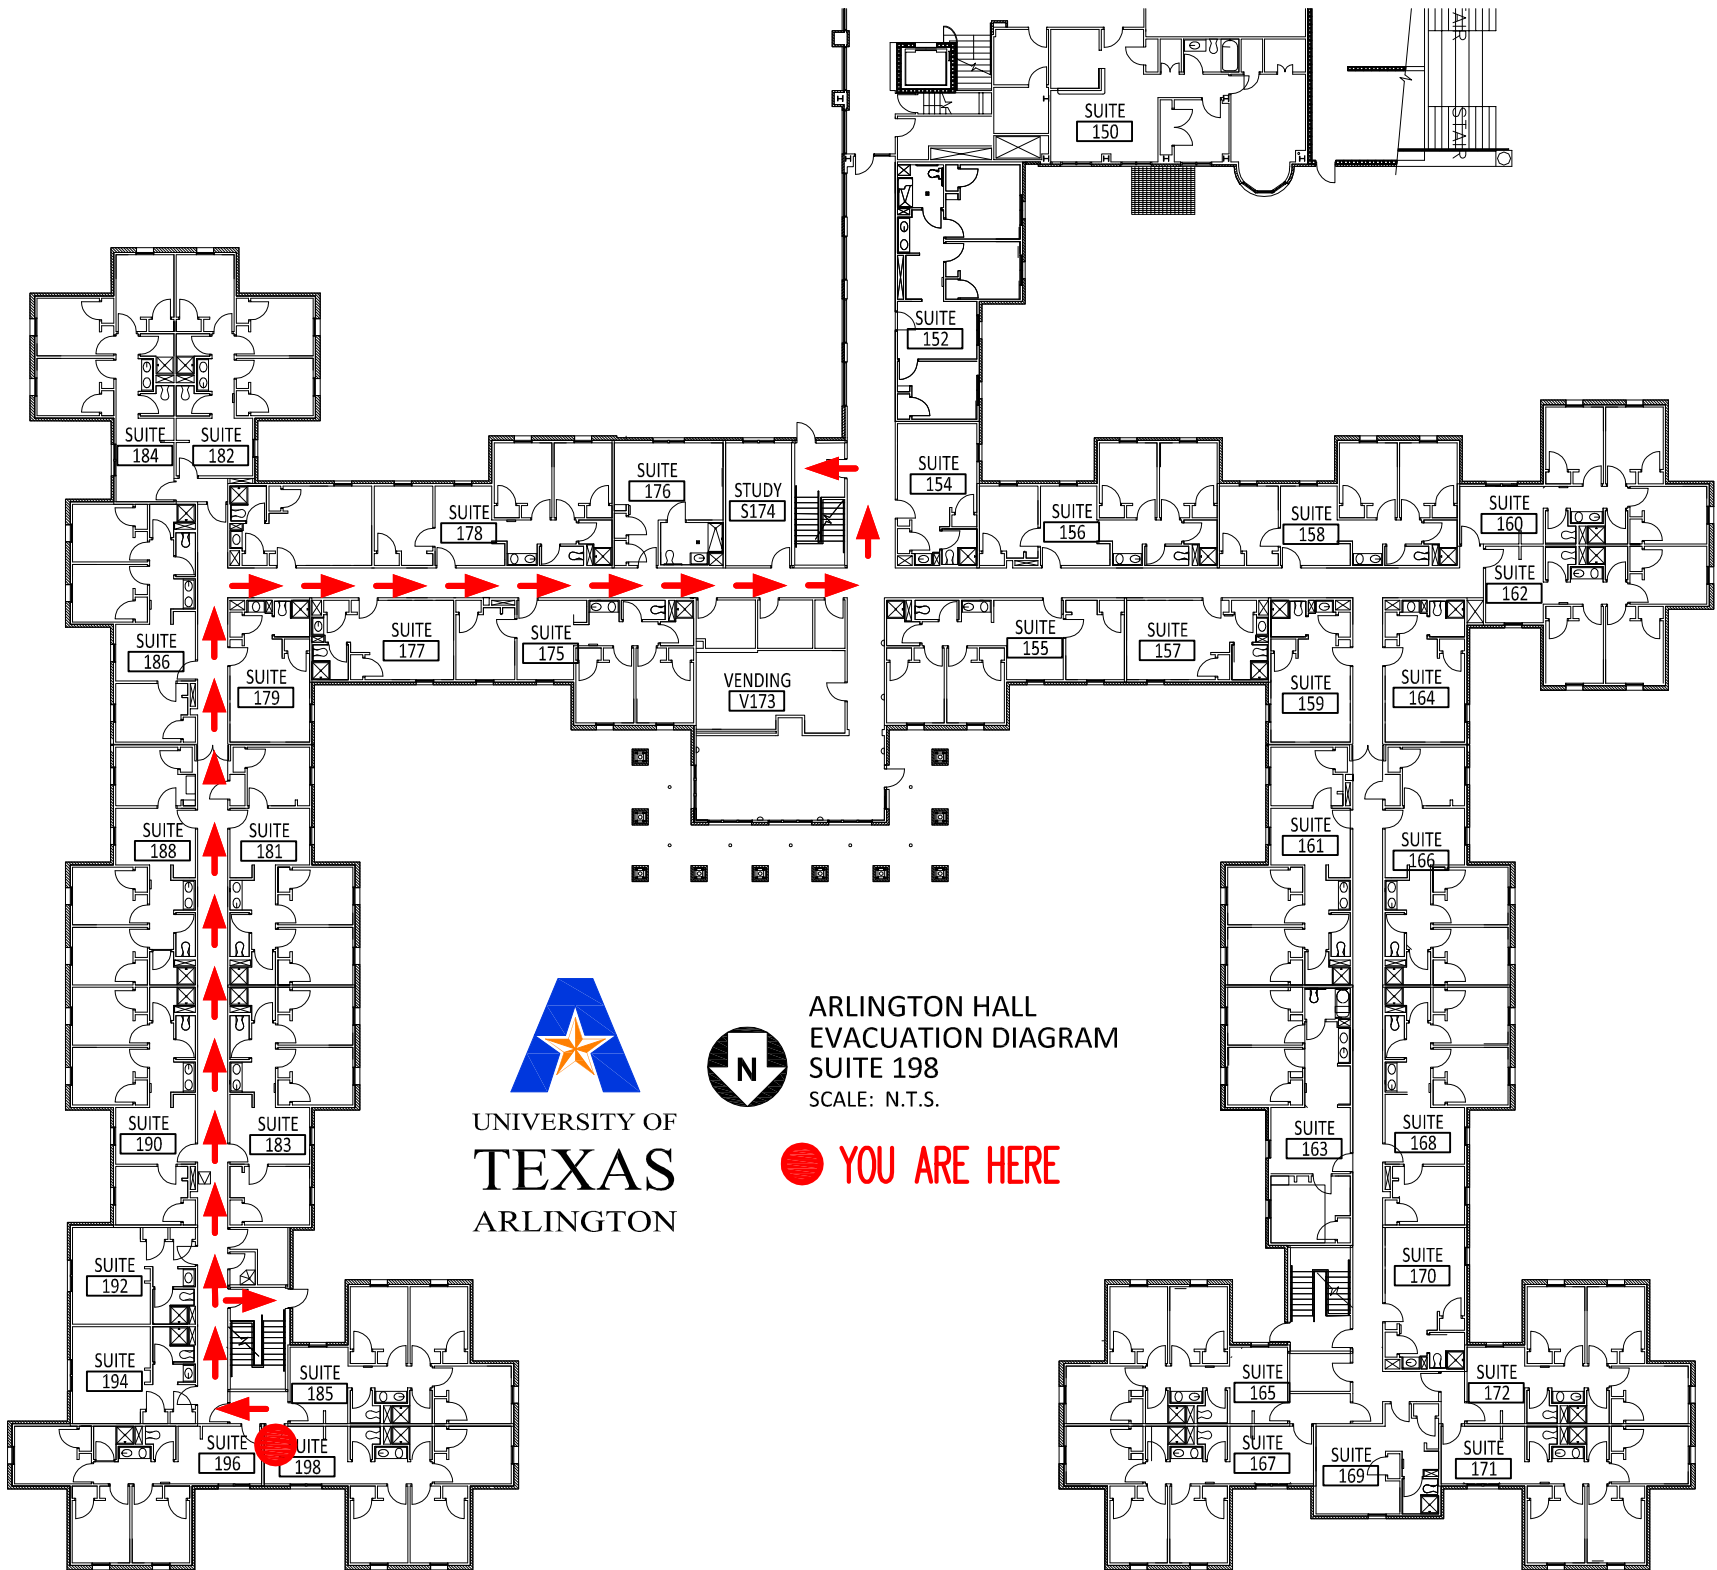 STAIR
STAIR
SUITE
150
SUITE
152
SUITE
184
SUITE
182
SUITE
176
STUDY
S174
SUITE
178
SUITE
154
SUITE
156
SUITE
158
SUITE
160
SUITE
162
SUITE
186
SUITE
179
SUITE
177
SUITE
175
VENDING
V173
SUITE
155
SUITE
157
SUITE
159
SUITE
164
SUITE
188
SUITE
181
SUITE
161
SUITE
166
SUITE
190
SUITE
183
SUITE
163
SUITE
168
UNIVERSITY OF
TEXAS
ARLINGTON
N
ARLINGTON HALL
EVACUATION DIAGRAM
SUITE 198
SCALE: N.T.S.
YOU ARE HERE
SUITE
192
SUITE
170
SUITE
194
SUITE
185
SUITE
165
SUITE
172
SUITE
196
SUITE
198
SUITE
167
SUITE
169
SUITE
171